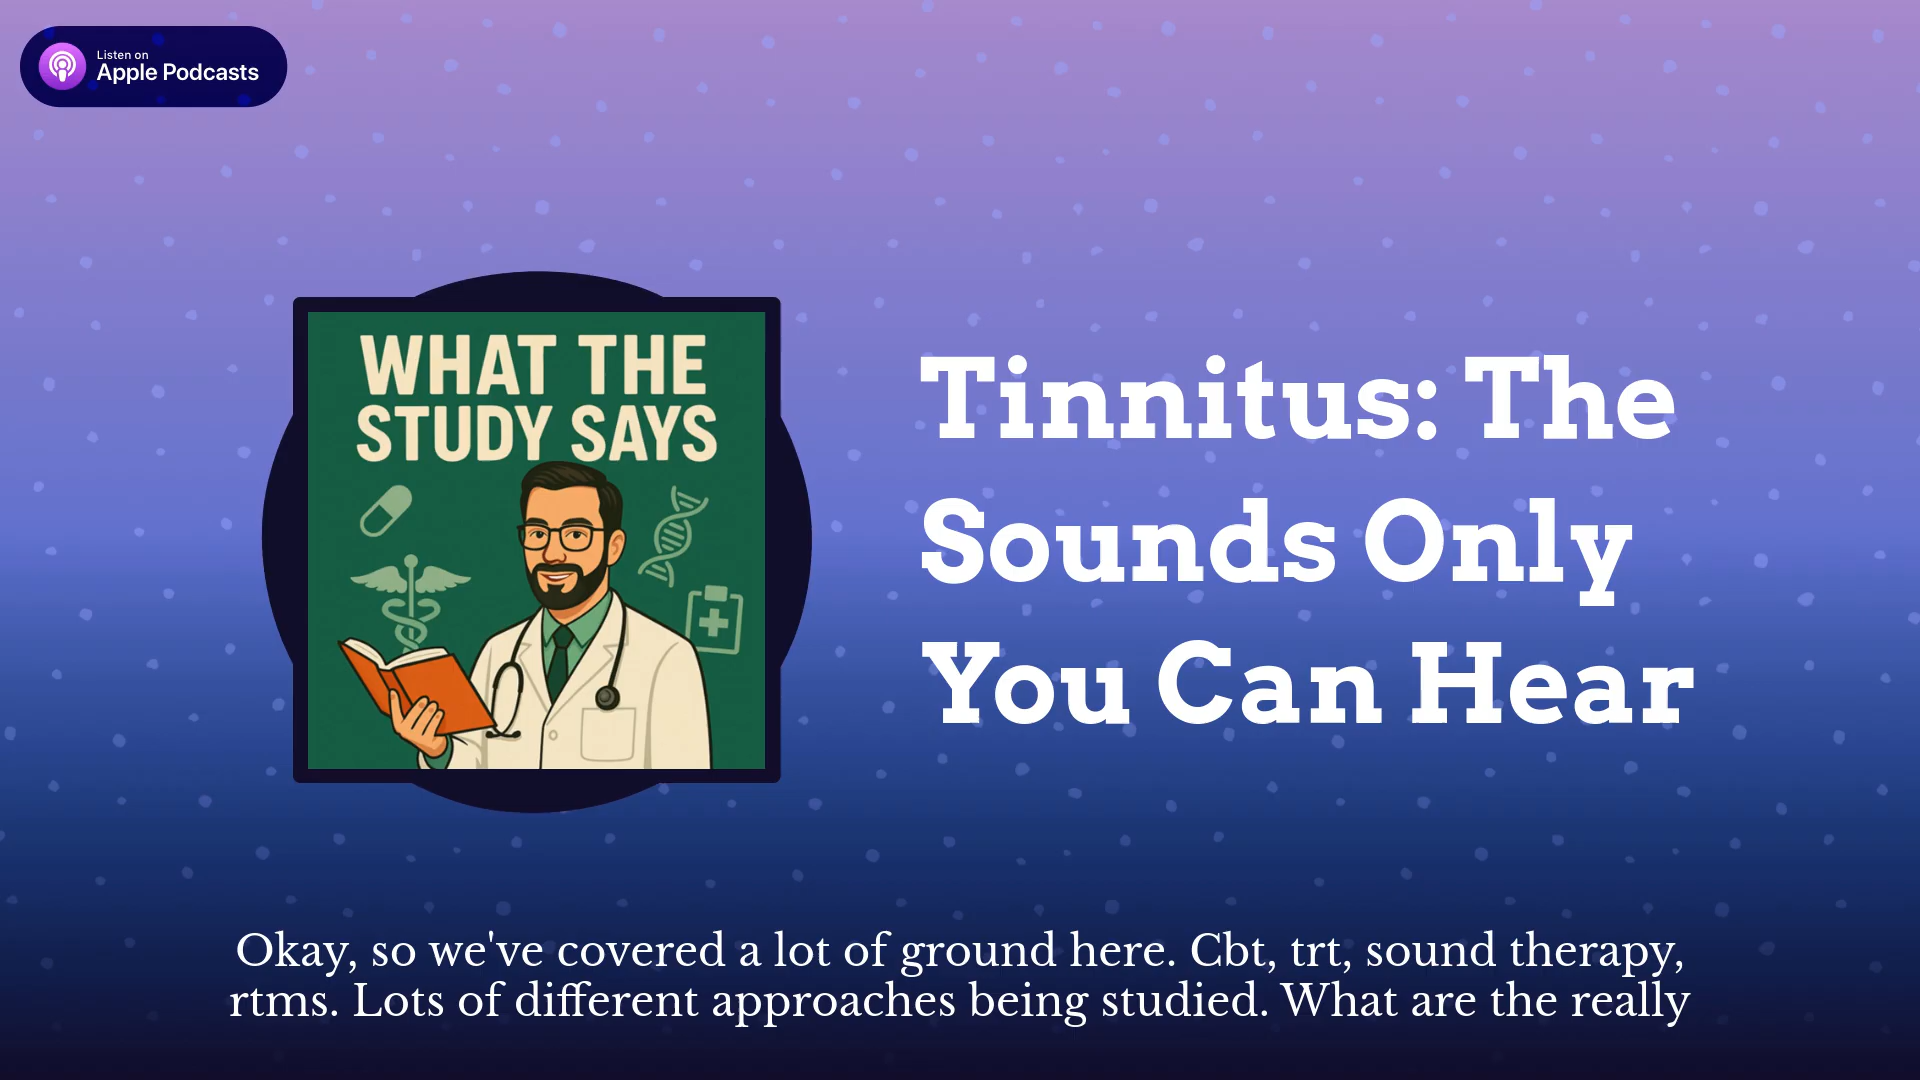 Listen on
Apple Podcasts
WHAT THE
STUDY SAYS
Tinnitus: The
Sounds Only
You Can Hear
Okay, so we've covered a lot of ground here. Cbt, trt, sound therapy,
rtms. Lots of different approaches being studied. What are the really